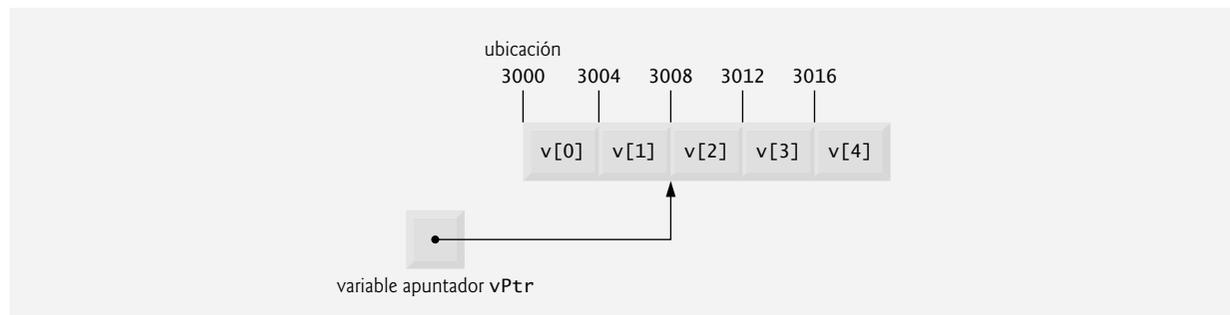 ubicación
3000 3004 3008 3012 3016
v[0] v[1] v[2] v[3] v[4]
variable apuntador vPtr